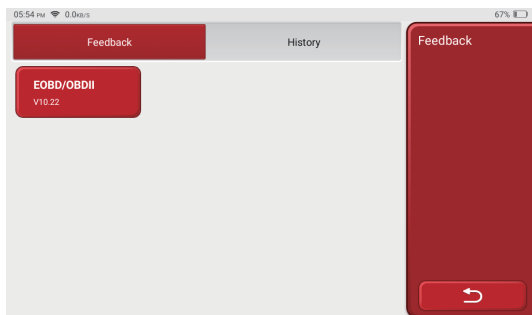 05:54 PM 0.0KB/S 67%
Feedback History Feedback
EOBD/OBDII
V10.22